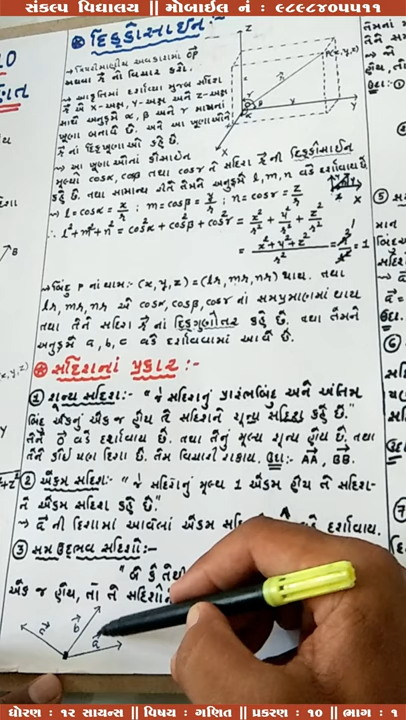 સંકલ્પ વિદ્યાલય || મોબાઈલ નં : ૯૮૯૮૪૦૫૫૧૧
* દિક્કોસાઈન:-
→ ત્રિપરિમાણીય અવકાશમાં OP
અથવા r નો વિચાર કરો.
→ આકૃતિમાં દર્શાવ્યા મુજબ સદિશ
r એ X-અક્ષ, Y-અક્ષ અને Z-અક્ષ
સાથે અનુક્રમે α, β અને γ માપના
ખૂણા બનાવે છે. અને આ ખૂણાઓને
r નાં દિક્ખૂણાઓ કહે છે.
→ આ ખૂણાઓનાં કોસાઈન
મૂલ્યો cosα, cosβ તથા cosγ ને સદિશ r ની દિક્કોસાઈન
કહે છે. તથા સામાન્ય રીતે તેમને અનુક્રમે l, m, n વડે દર્શાવાય છે.
→ l = cosα = x/r ; m = cosβ = y/r ; n = cosγ = z/r
∴ l²+m²+n² = cos²α + cos²β + cos²γ = x²/r² + y²/r² + z²/r²
= (x²+y²+z²)/r² = r²/r² = 1
→ બિંદુ P નાં યામ:- (x, y, z) = (lr, mr, nr) થાય. તથા
lr, mr, nr એ cosα, cosβ, cosγ નાં સમપ્રમાણમાં થાય
તથા તેને સદિશ r નાં દિક્ગુણોત્તર કહે છે. તથા તેમને
અનુક્રમે a, b, c વડે દર્શાવવામાં આવે છે.
* સદિશનાં પ્રકાર:-
① શૂન્ય સદિશ:- "જે સદિશનું પ્રારંભબિંદુ અને અંતિમ
બિંદુ એકનું એક જ હોય તે સદિશને શૂન્ય સદિશ કહે છે."
તેને 0 વડે દર્શાવાય છે. તથા તેનું મૂલ્ય શૂન્ય હોય છે. તથા
તેને કોઈ પણ દિશા છે. તેમ વિચારી શકાય. ઉદા:- AA, BB.
② એકમ સદિશ:- "જે સદિશનું મૂલ્ય 1 એકમ હોય તે સદિશ-
ને એકમ સદિશ કહે છે."
→ a ની દિશામાં આવેલાં એકમ વડે દર્શાવાય.
③ સમઉદ્ભવ સદિશો:-
"બે કે તેથી
એક જ હોય, તો તે સદિશોને
c b a
Z P(x,y,z) r Y X
ધોરણ : ૧૨ સાયન્સ || વિષય : ગણિત || પ્રકરણ : ૧૦ || ભાગ : ૧